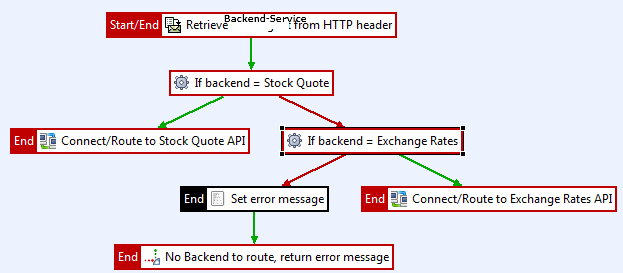 Backend-Service
Start/End Retrieve from HTTP header
If backend = Stock Quote
End Connect/Route to Stock Quote API
If backend = Exchange Rates
End Set error message
End Connect/Route to Exchange Rates API
End No Backend to route, return error message